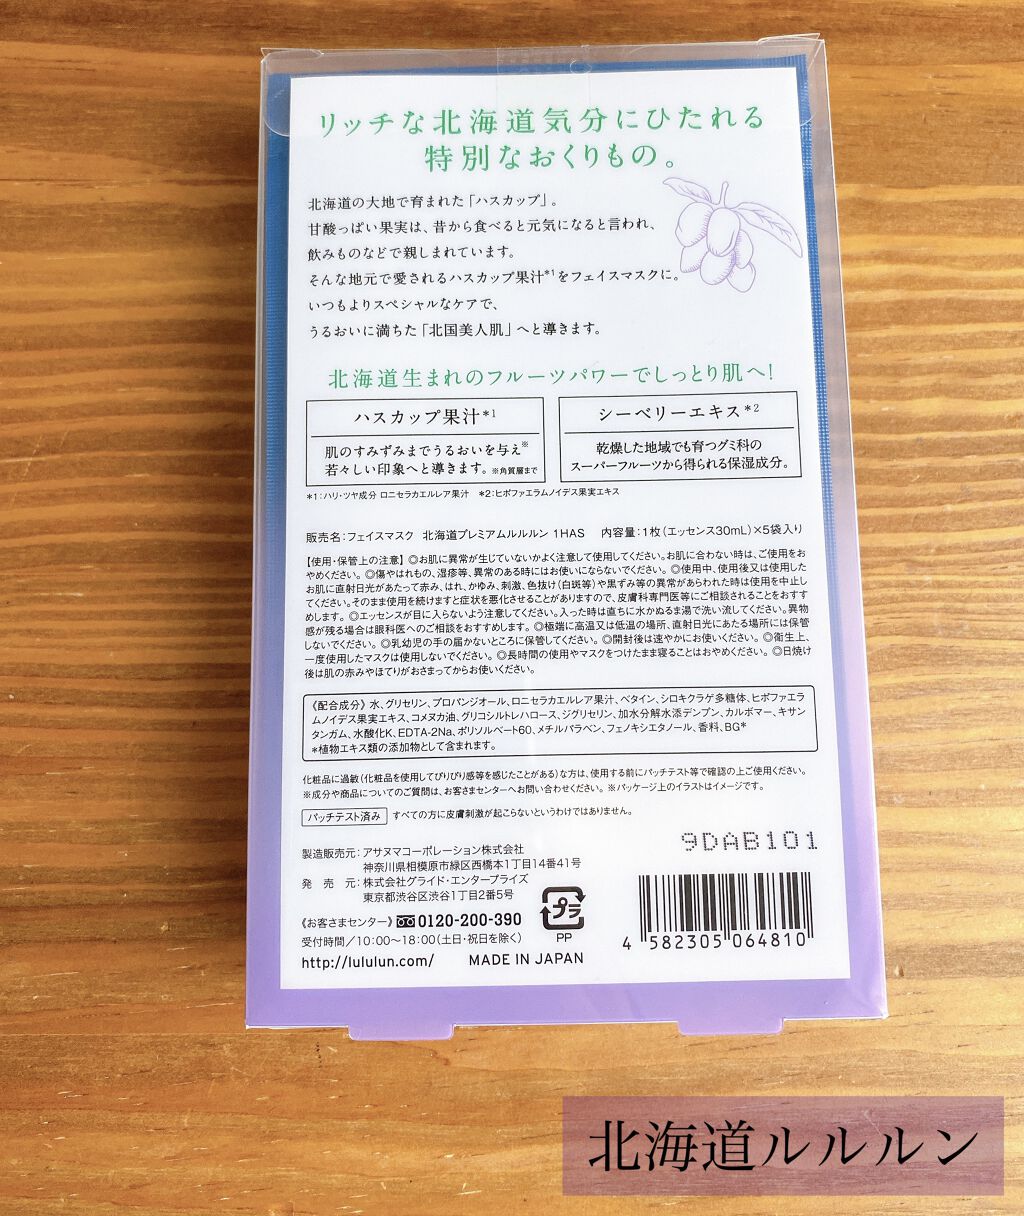 リッチな北海道気分にひたれる
特別なおくりもの。
北海道の大地で育まれた「ハスカップ」。
甘酸っぱい果実は、昔から食べると元気になると言われ、
飲みものなどで親しまれています。
そんな地元で愛されるハスカップ果汁*1をフェイスマスクに。
いつもよりスペシャルなケアで、
うるおいに満ちた「北国美人肌」へと導きます。
北海道生まれのフルーツパワーでしっとり肌へ!
ハスカップ果汁*1
肌のすみずみまでうるおいを与え※
若々しい印象へと導きます。※角質層まで
シーベリーエキス*2
乾燥した地域でも育つグミ科の
スーパーフルーツから得られる保湿成分。
*1:ハリ・ツヤ成分 ロニセラカエルレア果汁 *2:ヒポファエラムノイデス果実エキス
販売名:フェイスマスク 北海道プレミアムルルルン 1HAS 内容量:1枚(エッセンス30mL)×5袋入り
【使用・保管上の注意】◎お肌に異常が生じていないかよく注意して使用してください。お肌に合わない時は、ご使用をお
やめください。◎傷やはれもの、湿疹等、異常のある時にはお使いにならないでください。◎使用中、使用後又は使用した
お肌に直射日光があたって赤み、はれ、かゆみ、刺激、色抜け(白斑等)や黒ずみ等の異常があらわれた時は使用を中止し
てください。そのまま使用を続けますと症状を悪化させることがありますので、皮膚科専門医等にご相談されることをおすす
めします。◎エッセンスが目に入らないよう注意してください。入った時は直ちに水かぬるま湯で洗い流してください。異物
感が残る場合は眼科医へのご相談をおすすめします。◎極端に高温又は低温の場所、直射日光にあたる場所には保管
しないでください。◎乳幼児の手の届かないところに保管してください。◎開封後は速やかにお使いください。◎衛生上、
一度使用したマスクは使用しないでください。◎長時間の使用やマスクをつけたまま寝ることはおやめください。◎日焼け
後は肌の赤みやほてりがおさまってからお使いください。
《配合成分》水、グリセリン、プロパンジオール、ロニセラカエルレア果汁、ベタイン、シロキクラゲ多糖体、ヒポファエラ
ムノイデス果実エキス、コメヌカ油、グリコシルトレハロース、ジグリセリン、加水分解水添デンプン、カルボマー、キサン
タンガム、水酸化K、EDTA-2Na、ポリソルベート60、メチルパラベン、フェノキシエタノール、香料、BG*
*植物エキス類の添加物として含まれます。
化粧品に過敏(化粧品を使用してぴりぴり感等を感じたことがある)な方は、使用する前にパッチテスト等で確認の上ご使用ください。
※成分や商品についてのご質問は、お客さまセンターへお問い合わせください。※パッケージ上のイラストはイメージです。
パッチテスト済み すべての方に皮膚刺激が起こらないというわけではありません。
9DAB101
製造販売元:アサヌマコーポレーション株式会社
神奈川県相模原市緑区西橋本1丁目14番41号
発 売 元:株式会社グライド・エンタープライズ
東京都渋谷区渋谷1丁目2番5号
《お客さまセンター》0120-200-390
受付時間/10:00〜18:00(土日・祝日を除く)
http://lululun.com/ MADE IN JAPAN
プラ
PP
4 582305 064810
北海道ルルルン